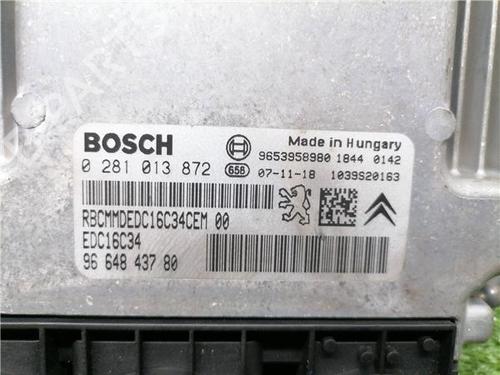 BOSCH
Made in Hungary
9653958980 1844 0142
0 281 013 872
658 07-11-18 1039S20163
RBCMMDEDC16C34CEM 00
EDC16C34
96 648 437 80